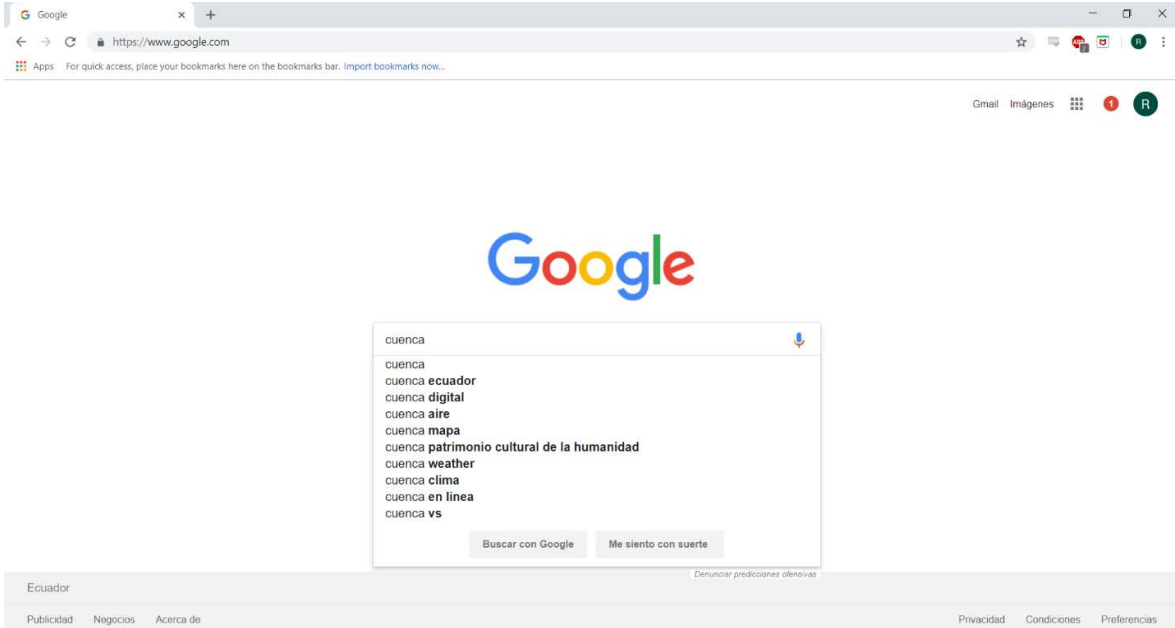 Google
https://www.google.com
Apps For quick access, place your bookmarks here on the bookmarks bar. Import bookmarks now...
Gmail Imágenes 1 R
Google
cuenca
cuenca
cuenca ecuador
cuenca digital
cuenca aire
cuenca mapa
cuenca patrimonio cultural de la humanidad
cuenca weather
cuenca clima
cuenca en linea
cuenca vs
Buscar con Google Me siento con suerte
Denunciar predicciones ofensivas
Ecuador
Publicidad Negocios Acerca de Privacidad Condiciones Preferencias